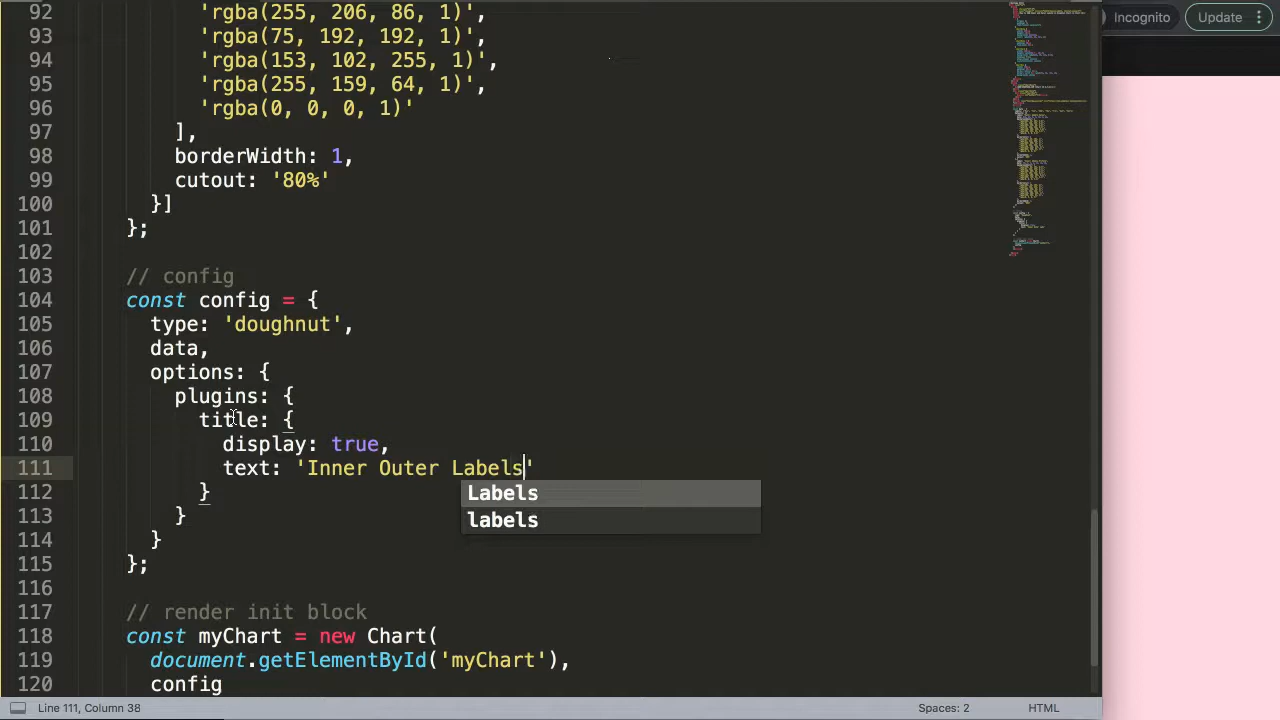 92 'rgba(255, 206, 86, 1)',
93 'rgba(75, 192, 192, 1)',
94 'rgba(153, 102, 255, 1)',
95 'rgba(255, 159, 64, 1)',
96 'rgba(0, 0, 0, 1)'
97 ],
98 borderWidth: 1,
99 cutout: '80%'
100 }]
101 };
102
103 // config
104 const config = {
105 type: 'doughnut',
106 data,
107 options: {
108 plugins: {
109 title: {
110 display: true,
111 text: 'Inner Outer Labels'
112 }
Labels
113 }
labels
114 }
115 };
116
117 // render init block
118 const myChart = new Chart(
119 document.getElementById('myChart'),
120 config
Line 111, Column 38
Spaces: 2
HTML
Incognito
Update